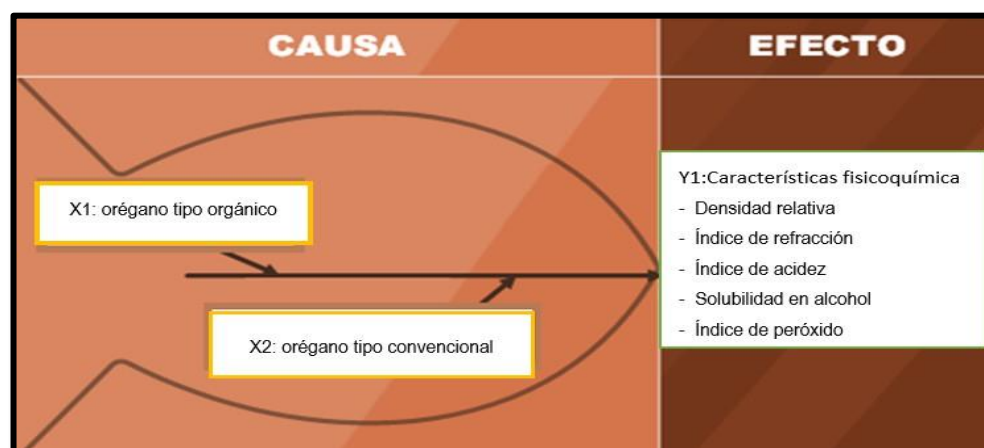 CAUSA
EFECTO
X1: orégano tipo orgánico
X2: orégano tipo convencional
Y1:Características fisicoquímica
- Densidad relativa
- Índice de refracción
- Índice de acidez
- Solubilidad en alcohol
- Índice de peróxido